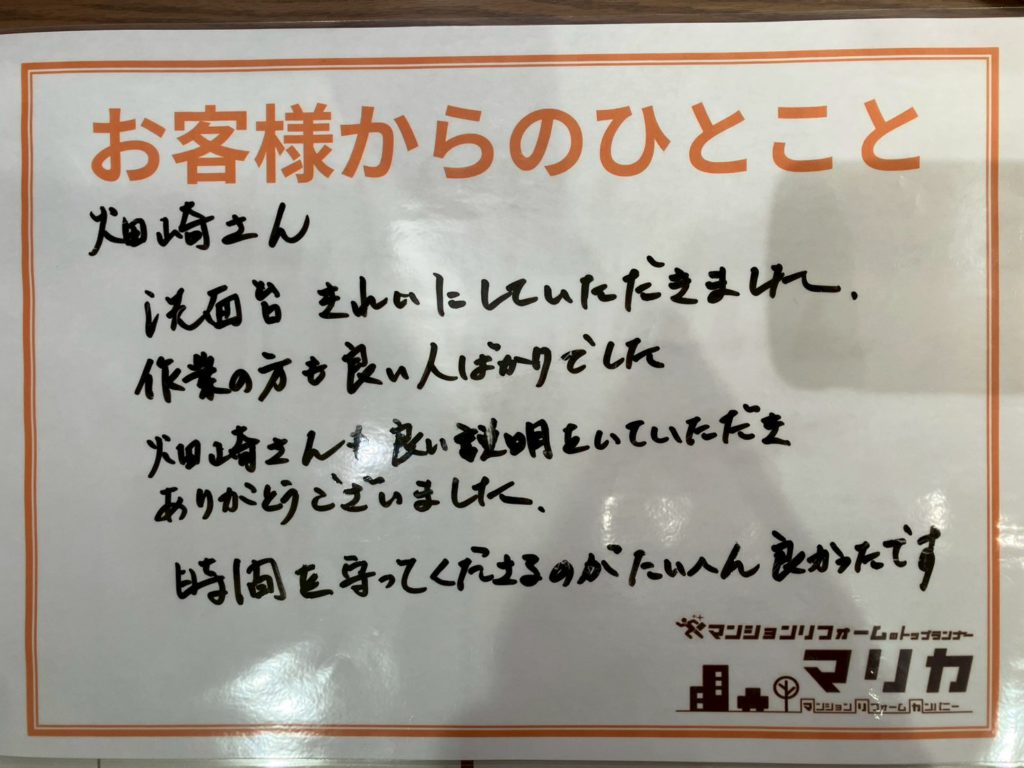 お客様からのひとこと
畑崎さん
洗面台 きれいにしていただきました.
作業の方も良い人ばかりでした
畑崎さんも良い説明をしていただき
ありがとうございました.
時間を守ってくださるのがたいへん良かったです
マンションリフォームのトップランナー
マリカ
マンションリフォームカンパニー